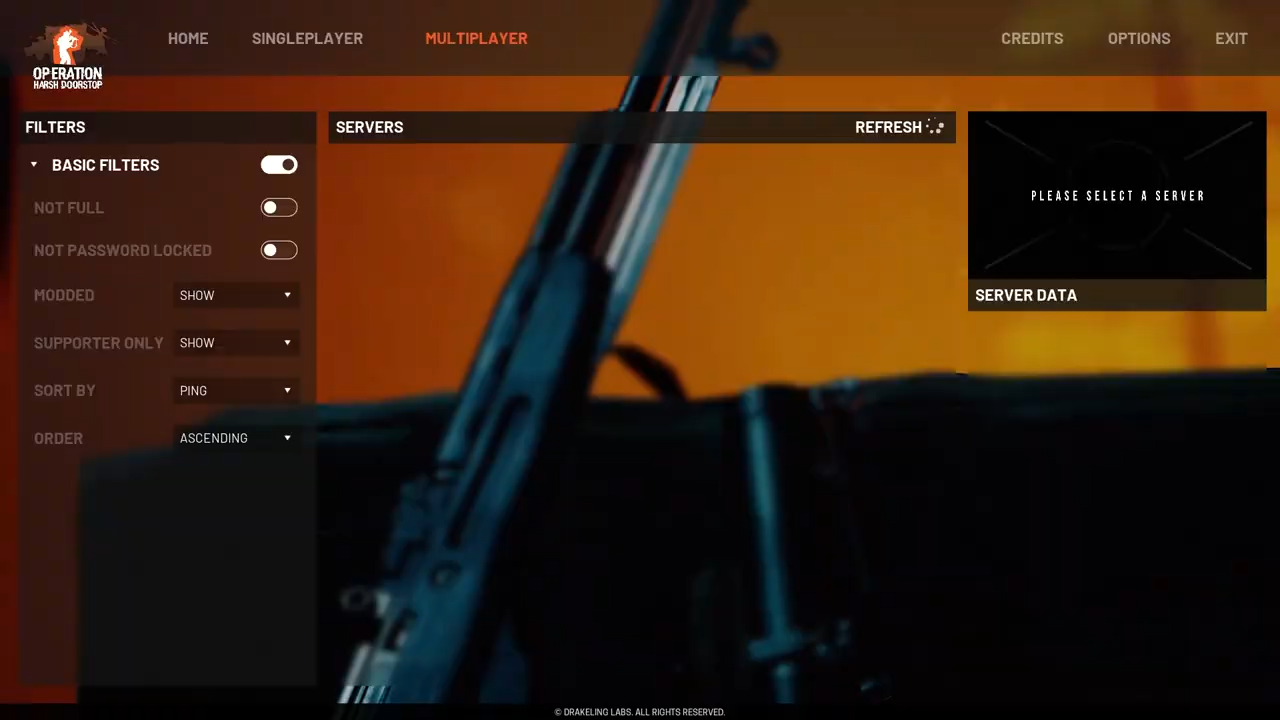 HOME
SINGLEPLAYER
MULTIPLAYER
CREDITS
OPTIONS
EXIT
OPERATION
HARSH DOORSTOP
FILTERS
BASIC FILTERS
NOT FULL
NOT PASSWORD LOCKED
MODDED SHOW
SUPPORTER ONLY SHOW
SORT BY PING
ORDER ASCENDING
SERVERS
REFRESH
PLEASE SELECT A SERVER
SERVER DATA
© DRAKELING LABS. ALL RIGHTS RESERVED.